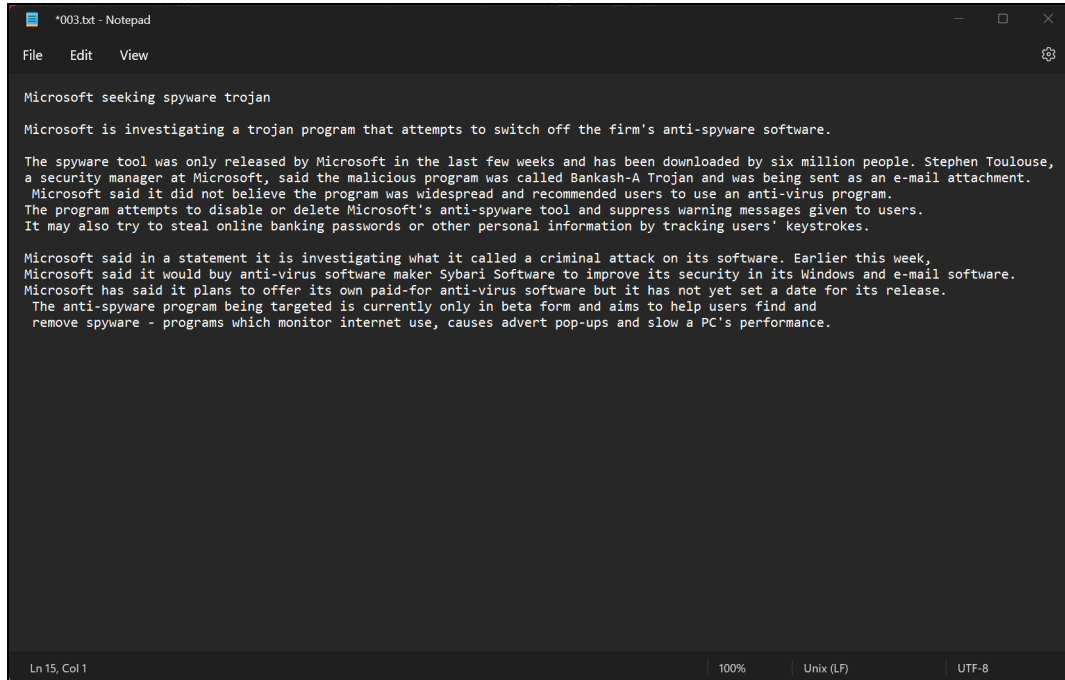 *003.txt - Notepad
File Edit View
Microsoft seeking spyware trojan
Microsoft is investigating a trojan program that attempts to switch off the firm's anti-spyware software.
The spyware tool was only released by Microsoft in the last few weeks and has been downloaded by six million people. Stephen Toulouse,
a security manager at Microsoft, said the malicious program was called Bankash-A Trojan and was being sent as an e-mail attachment.
Microsoft said it did not believe the program was widespread and recommended users to use an anti-virus program.
The program attempts to disable or delete Microsoft's anti-spyware tool and suppress warning messages given to users.
It may also try to steal online banking passwords or other personal information by tracking users' keystrokes.
Microsoft said in a statement it is investigating what it called a criminal attack on its software. Earlier this week,
Microsoft said it would buy anti-virus software maker Sybari Software to improve its security in its Windows and e-mail software.
Microsoft has said it plans to offer its own paid-for anti-virus software but it has not yet set a date for its release.
The anti-spyware program being targeted is currently only in beta form and aims to help users find and
remove spyware - programs which monitor internet use, causes advert pop-ups and slow a PC's performance.
Ln 15, Col 1 100% Unix (LF) UTF-8